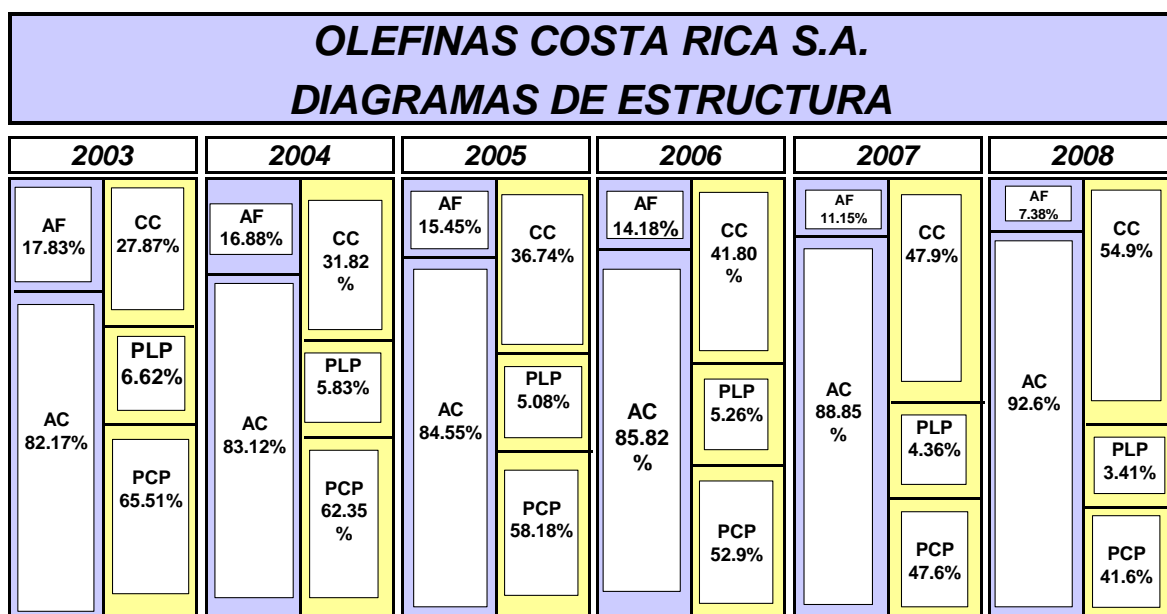 OLEFINAS COSTA RICA S.A.
DIAGRAMAS DE ESTRUCTURA
2003
2004
2005
2006
2007
2008
AF
17.83%
CC
27.87%
PLP
6.62%
AC
82.17%
PCP
65.51%
AF
16.88%
CC
31.82
%
PLP
5.83%
AC
83.12%
PCP
62.35
%
AF
15.45%
CC
36.74%
PLP
5.08%
AC
84.55%
PCP
58.18%
AF
14.18%
CC
41.80
%
PLP
5.26%
AC
85.82
%
PCP
52.9%
AF
11.15%
CC
47.9%
AC
88.85
%
PLP
4.36%
PCP
47.6%
AF
7.38%
CC
54.9%
AC
92.6%
PLP
3.41%
PCP
41.6%